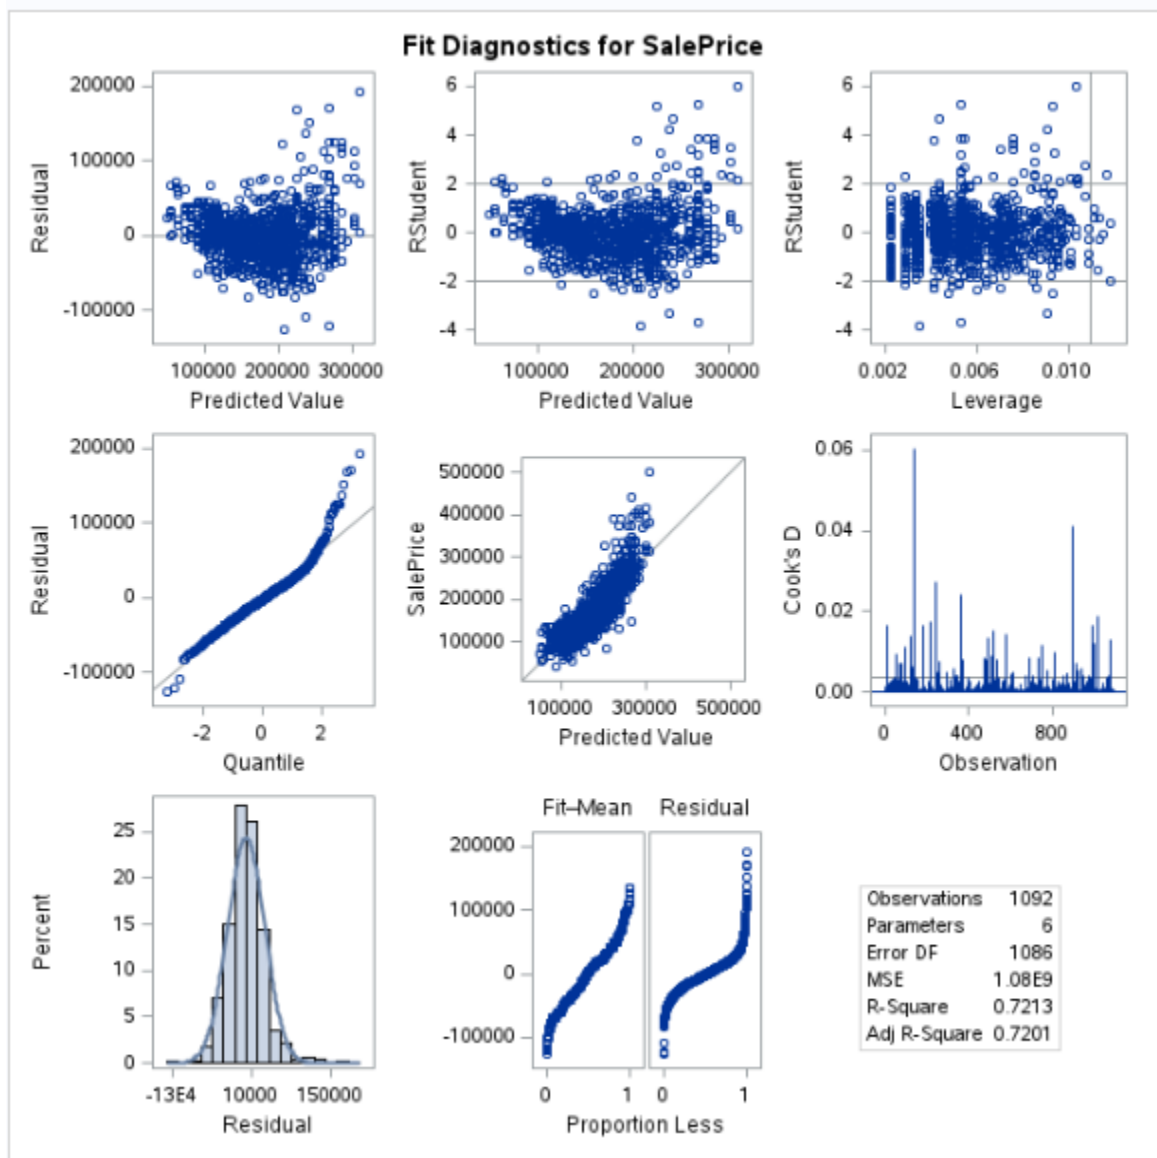 Fit Diagnostics for SalePrice
Residual
200000
100000
0
-100000
100000 200000 300000
Predicted Value
RStudent
6
4
2
0
-2
-4
100000 200000 300000
Predicted Value
RStudent
6
4
2
0
-2
-4
0.002 0.006 0.010
Leverage
Residual
200000
100000
0
-100000
-2 0 2
Quantile
SalePrice
500000
400000
300000
200000
100000
100000 300000 500000
Predicted Value
Cook's D
0.06
0.04
0.02
0.00
0 400 800
Observation
Percent
25
20
15
10
5
0
-13E4 10000 150000
Residual
Fit–Mean Residual
200000
100000
0
-100000
0 1 0 1
Proportion Less
Observations 1092
Parameters 6
Error DF 1086
MSE 1.08E9
R-Square 0.7213
Adj R-Square 0.7201